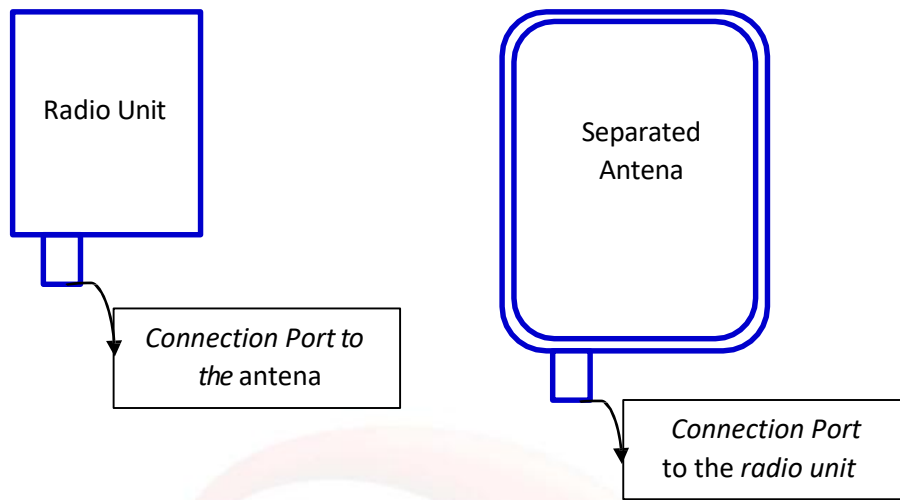 Radio Unit
Separated
Antena
Connection Port to
the antena
Connection Port
to the radio unit